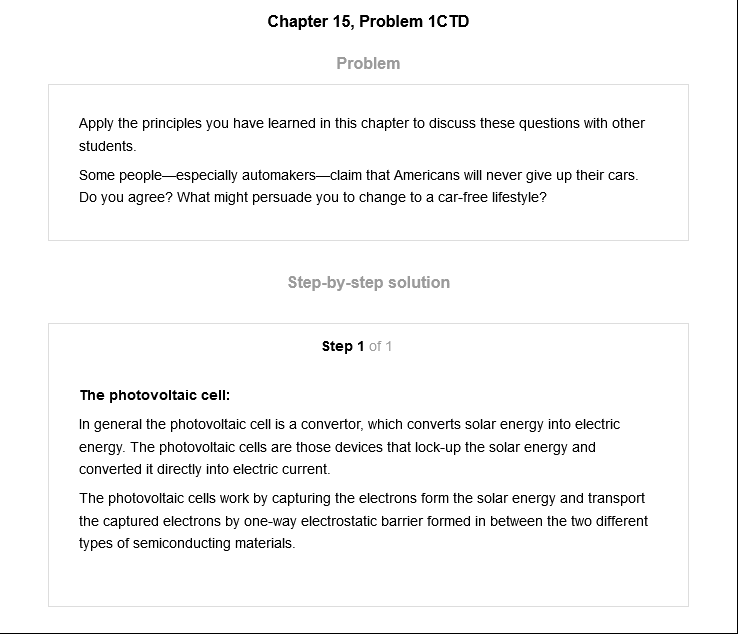 Chapter 15, Problem 1CTD
Problem
Apply the principles you have learned in this chapter to discuss these questions with other
students.
Some people—especially automakers—claim that Americans will never give up their cars.
Do you agree? What might persuade you to change to a car-free lifestyle?
Step-by-step solution
Step 1 of 1
The photovoltaic cell:
In general the photovoltaic cell is a convertor, which converts solar energy into electric
energy. The photovoltaic cells are those devices that lock-up the solar energy and
converted it directly into electric current.
The photovoltaic cells work by capturing the electrons form the solar energy and transport
the captured electrons by one-way electrostatic barrier formed in between the two different
types of semiconducting materials.